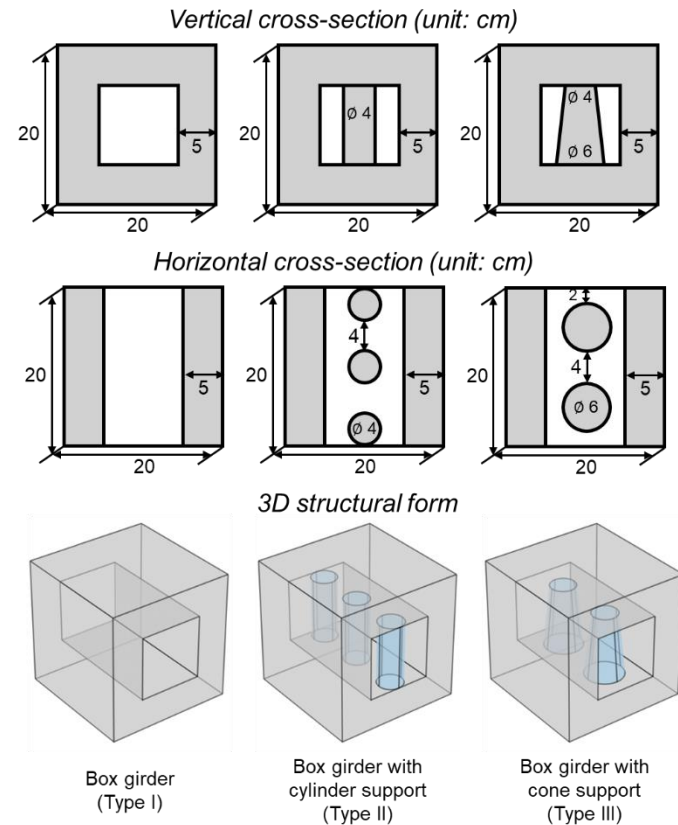 Vertical cross-section (unit: cm)
20
5
20
20
Ø 4
5
20
20
Ø 4
Ø 6
5
20
Horizontal cross-section (unit: cm)
20
5
20
20
4
Ø 4
5
20
20
2
4
Ø 6
5
20
3D structural form
Box girder
(Type I)
Box girder with
cylinder support
(Type II)
Box girder with
cone support
(Type III)